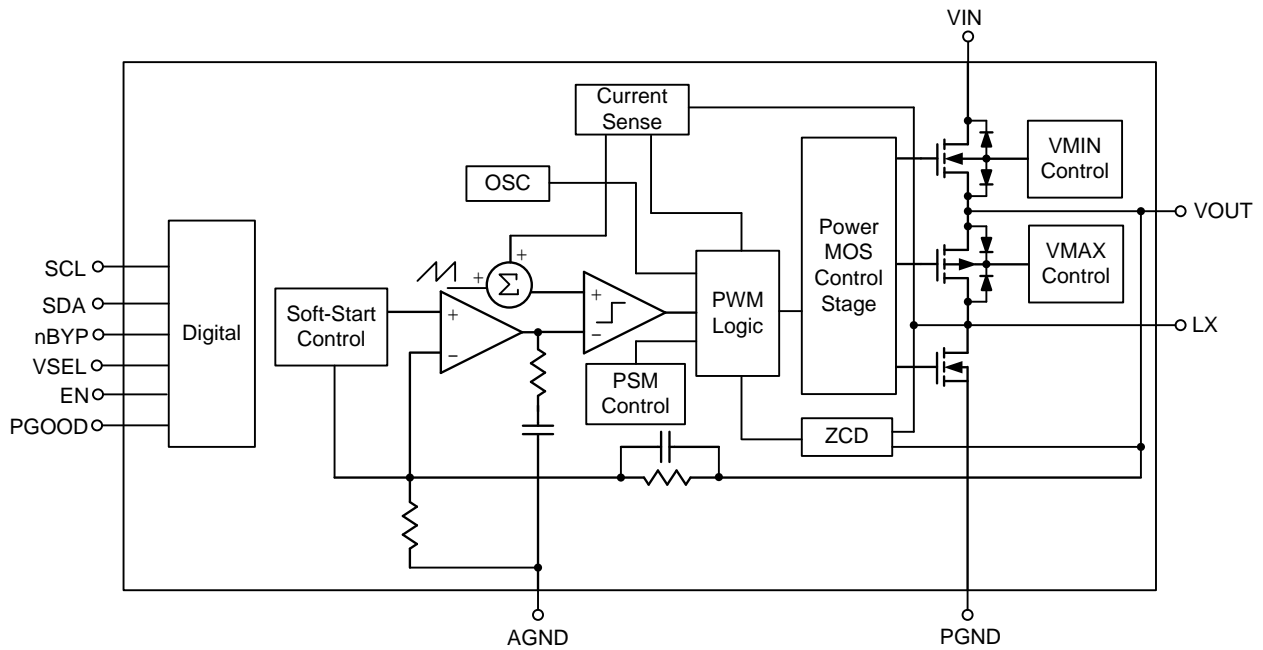 VIN
Current
Sense
VMIN
Control
OSC
VOUT
Power
MOS
Control
Stage
VMAX
Control
SCL
SDA
nBYP
VSEL
EN
PGOOD
Digital
Soft-Start
Control
+
−
+
+
Σ
+
−
PWM
Logic
LX
PSM
Control
ZCD
AGND
PGND